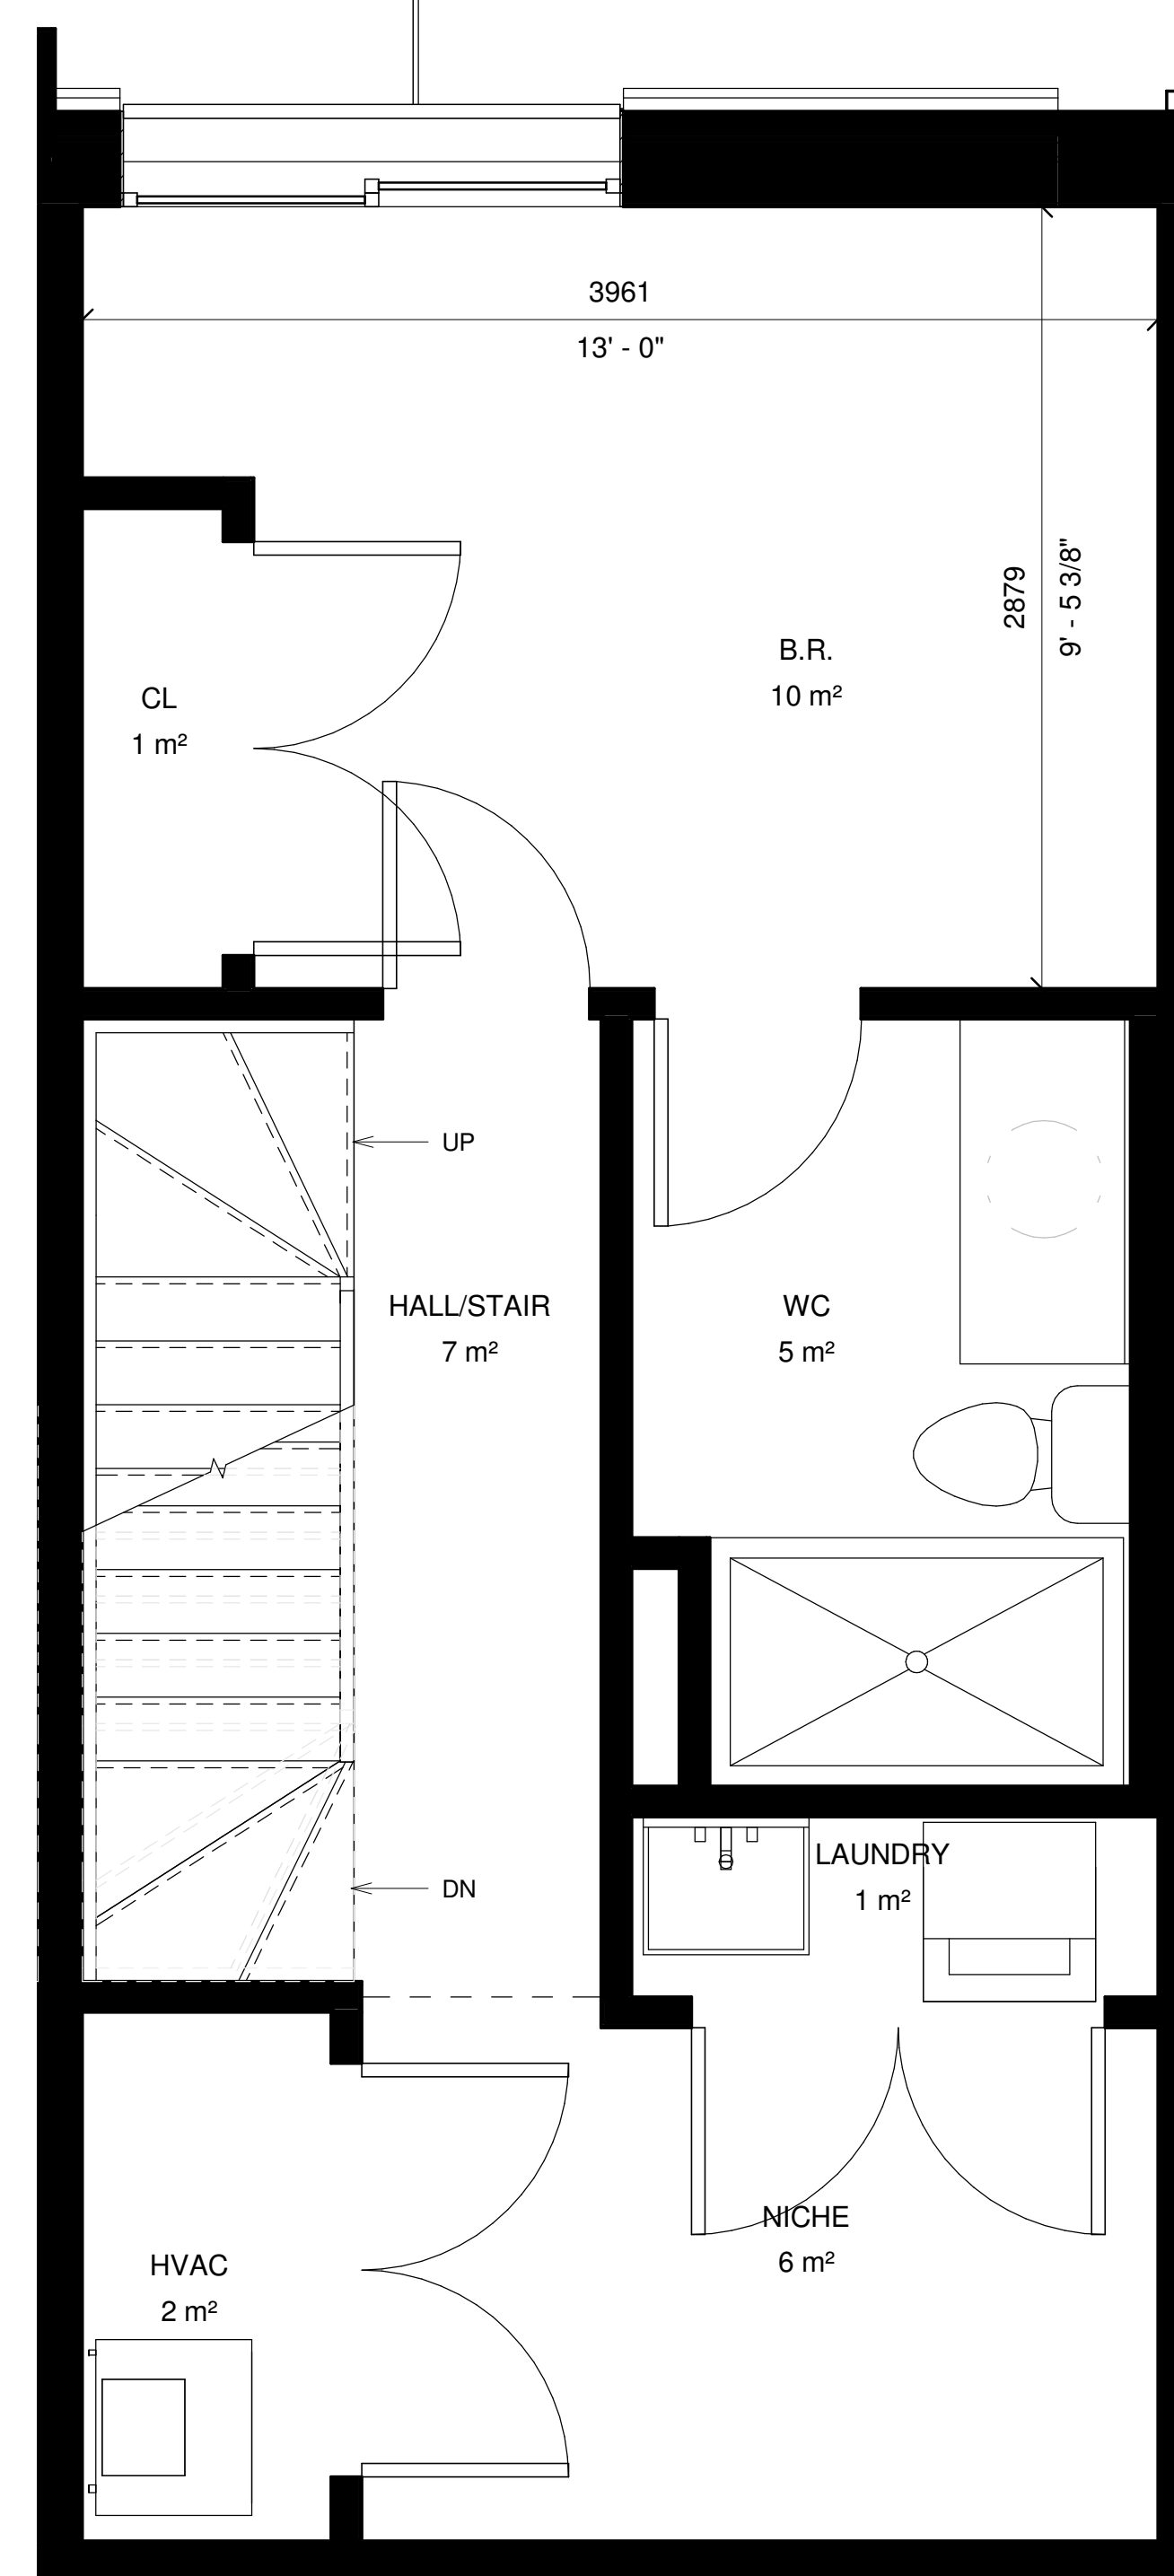 3961
13' - 0"
2879
9' - 5 3/8"
B.R.
10 m²
CL
1 m²
UP
HALL/STAIR
7 m²
WC
5 m²
LAUNDRY
1 m²
DN
NICHE
6 m²
HVAC
2 m²